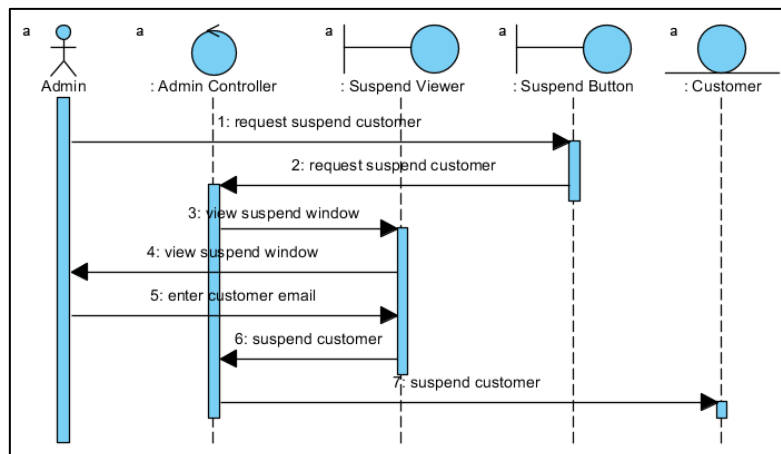 a a a a a
Admin : Admin Controller : Suspend Viewer : Suspend Button : Customer
1: request suspend customer
2: request suspend customer
3: view suspend window
4: view suspend window
5: enter customer email
6: suspend customer
7: suspend customer